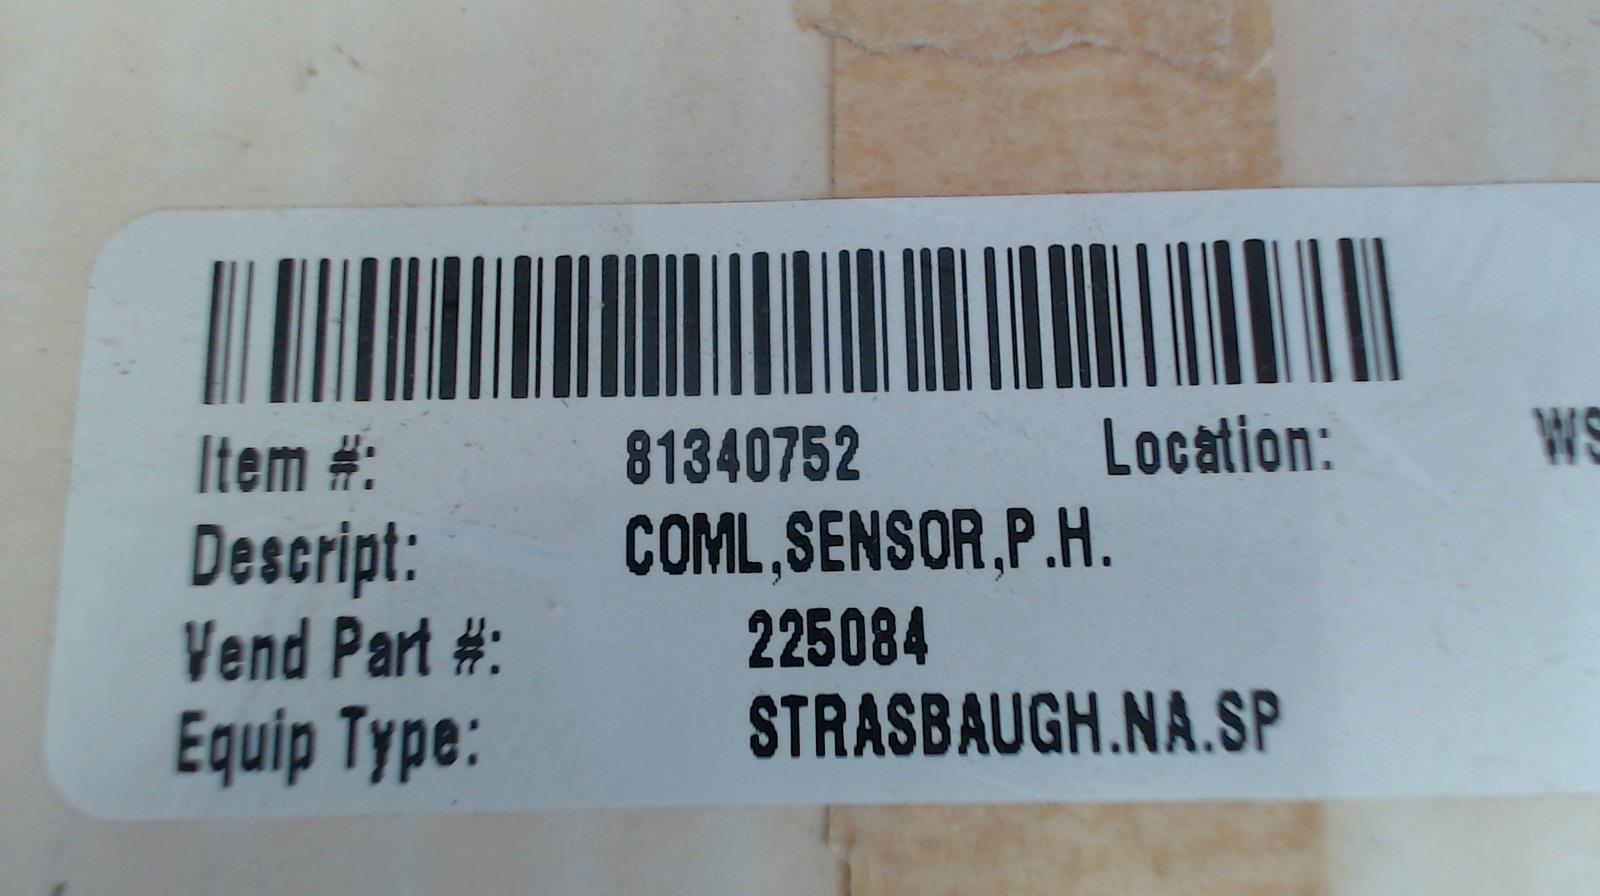 Item #: 81340752 Location:
Descript: COML,SENSOR,P.H.
Vend Part #: 225084
Equip Type: STRASBAUGH.NA.SP